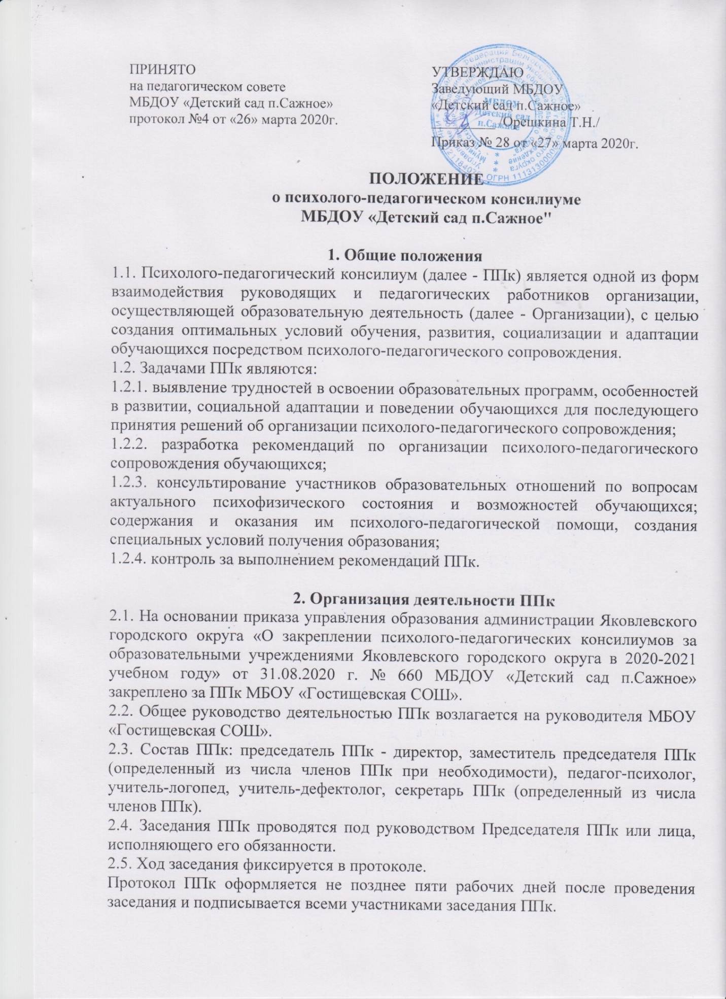 ПРИНЯТО
на педагогическом совете
МБДОУ «Детский сад п.Сажное»
протокол №4 от «26» марта 2020г.
УТВЕРЖДАЮ
Заведующий МБДОУ
«Детский сад п.Сажное»
_________ /Орешкина Т.Н./
Приказ № 28 от «27» марта 2020г.
МБДОУ
Детский сад
п.Сажное
ПОЛОЖЕНИЕ
о психолого-педагогическом консилиуме
МБДОУ «Детский сад п.Сажное"
1. Общие положения
1.1. Психолого-педагогический консилиум (далее - ППк) является одной из форм
взаимодействия руководящих и педагогических работников организации,
осуществляющей образовательную деятельность (далее - Организации), с целью
создания оптимальных условий обучения, развития, социализации и адаптации
обучающихся посредством психолого-педагогического сопровождения.
1.2. Задачами ППк являются:
1.2.1. выявление трудностей в освоении образовательных программ, особенностей
в развитии, социальной адаптации и поведении обучающихся для последующего
принятия решений об организации психолого-педагогического сопровождения;
1.2.2. разработка рекомендаций по организации психолого-педагогического
сопровождения обучающихся;
1.2.3. консультирование участников образовательных отношений по вопросам
актуального психофизического состояния и возможностей обучающихся;
содержания и оказания им психолого-педагогической помощи, создания
специальных условий получения образования;
1.2.4. контроль за выполнением рекомендаций ППк.
2. Организация деятельности ППк
2.1. На основании приказа управления образования администрации Яковлевского
городского округа «О закреплении психолого-педагогических консилиумов за
образовательными учреждениями Яковлевского городского округа в 2020-2021
учебном году» от 31.08.2020 г. № 660 МБДОУ «Детский сад п.Сажное»
закреплено за ППк МБОУ «Гостищевская СОШ».
2.2. Общее руководство деятельностью ППк возлагается на руководителя МБОУ
«Гостищевская СОШ».
2.3. Состав ППк: председатель ППк - директор, заместитель председателя ППк
(определенный из числа членов ППк при необходимости), педагог-психолог,
учитель-логопед, учитель-дефектолог, секретарь ППк (определенный из числа
членов ППк).
2.4. Заседания ППк проводятся под руководством Председателя ППк или лица,
исполняющего его обязанности.
2.5. Ход заседания фиксируется в протоколе.
Протокол ППк оформляется не позднее пяти рабочих дней после проведения
заседания и подписывается всеми участниками заседания ППк.